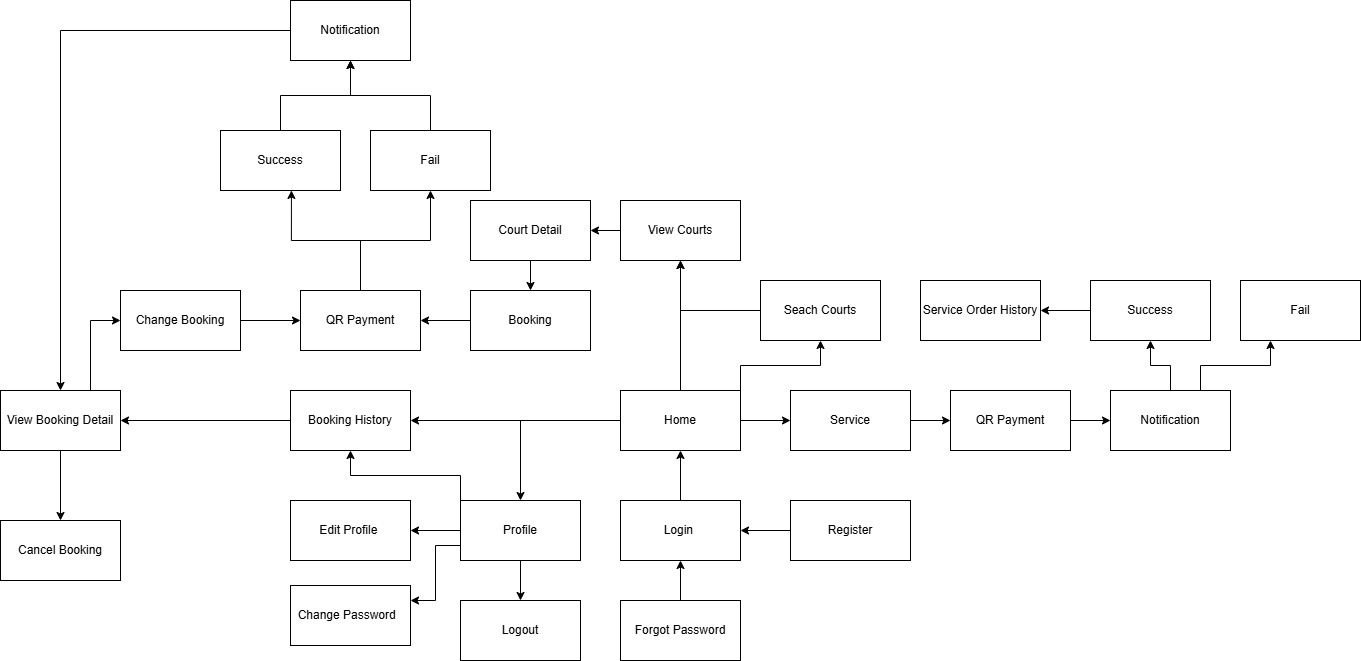 Notification
Success
Fail
Court Detail
View Courts
Change Booking
QR Payment
Booking
Seach Courts
Service Order History
Success
Fail
View Booking Detail
Booking History
Home
Service
QR Payment
Notification
Cancel Booking
Edit Profile
Profile
Login
Register
Change Password
Logout
Forgot Password